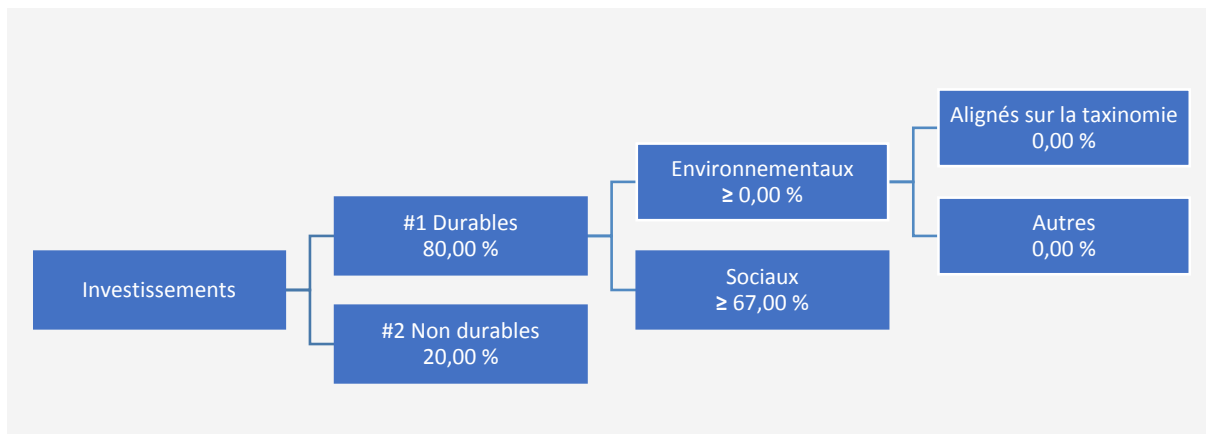 Investissements
#1 Durables
80,00 %
#2 Non durables
20,00 %
Environnementaux
≥ 0,00 %
Sociaux
≥ 67,00 %
Alignés sur la taxinomie
0,00 %
Autres
0,00 %